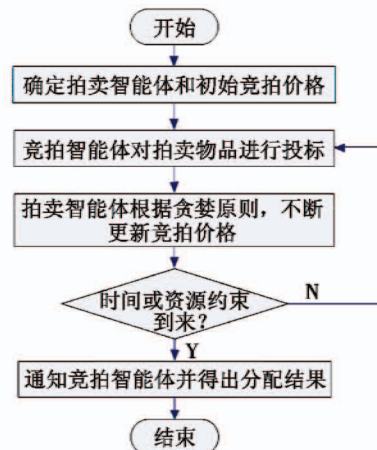 开始
确定拍卖智能体和初始竞拍价格
竞拍智能体对拍卖物品进行投标
拍卖智能体根据贪婪原则，不断
更新竞拍价格
时间或资源约束
到来？
N
Y
通知竞拍智能体并得出分配结果
结束